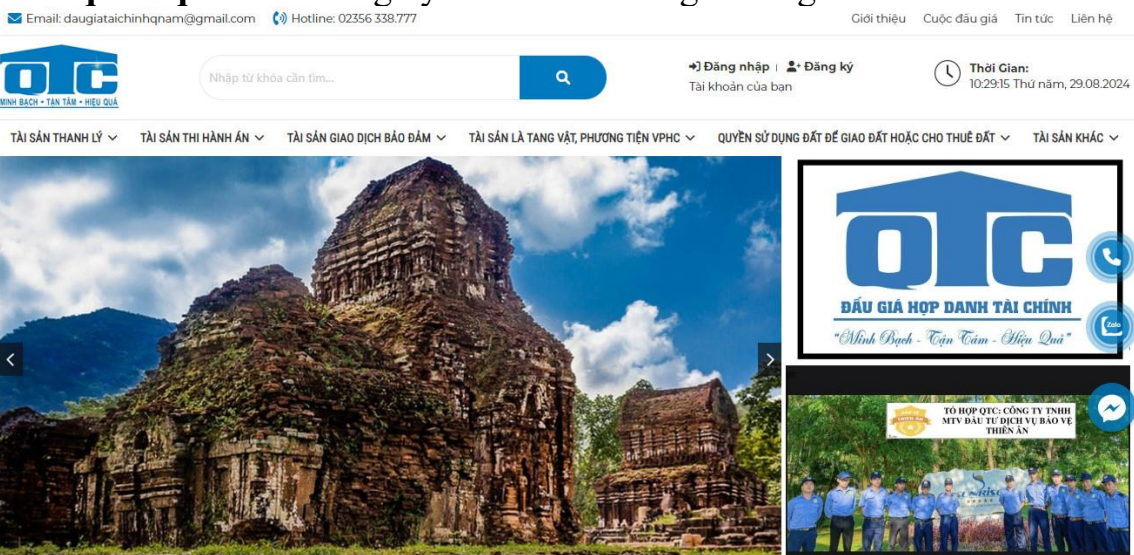 Email: daugiataichinhqnam@gmail.com Hotline: 02356 338.777 Giới thiệu Cuộc đấu giá Tin tức Liên hệ
QTC
MINH BẠCH - TẬN TÂM - HIỆU QUẢ
Nhập từ khóa cần tìm...
Đăng nhập | Đăng ký
Tài khoản của bạn
Thời Gian:
10:29:15 Thứ năm, 29.08.2024
TÀI SẢN THANH LÝ TÀI SẢN THI HÀNH ÁN TÀI SẢN GIAO DỊCH BẢO ĐẢM TÀI SẢN LÀ TANG VẬT, PHƯƠNG TIỆN VPHC QUYỀN SỬ DỤNG ĐẤT ĐỂ GIAO ĐẤT HOẶC CHO THUÊ ĐẤT TÀI SẢN KHÁC
QTC
ĐẤU GIÁ HỢP DANH TÀI CHÍNH
"Minh Bạch - Tận Tâm - Hiệu Quả"
Zalo
TỔ HỢP QTC: CÔNG TY TNHH
MTV ĐẦU TƯ DỊCH VỤ BẢO VỆ
THIÊN ÂN